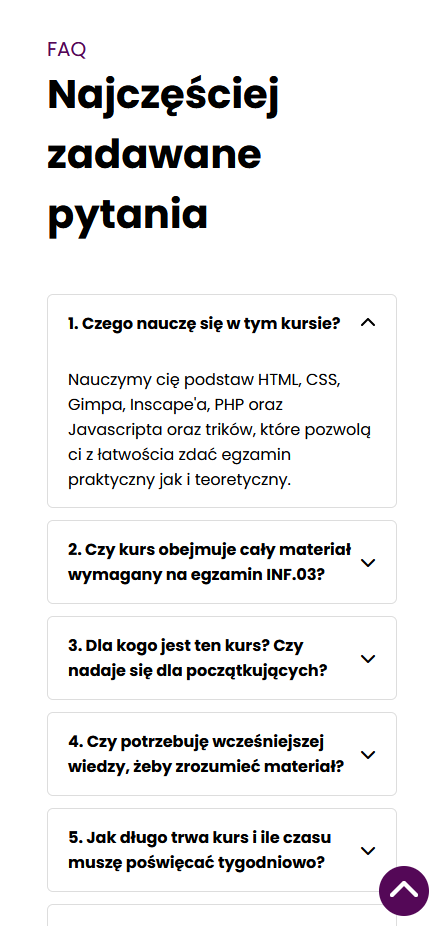 FAQ
Najczęściej
zadawane
pytania
1. Czego nauczę się w tym kursie?
Nauczymy cię podstaw HTML, CSS,
Gimpa, Inscape'a, PHP oraz
Javascripta oraz trików, które pozwolą
ci z łatwościa zdać egzamin
praktyczny jak i teoretyczny.
2. Czy kurs obejmuje cały materiał
wymagany na egzamin INF.03?
3. Dla kogo jest ten kurs? Czy
nadaje się dla początkujących?
4. Czy potrzebuję wcześniejszej
wiedzy, żeby zrozumieć materiał?
5. Jak długo trwa kurs i ile czasu
muszę poświęcać tygodniowo?